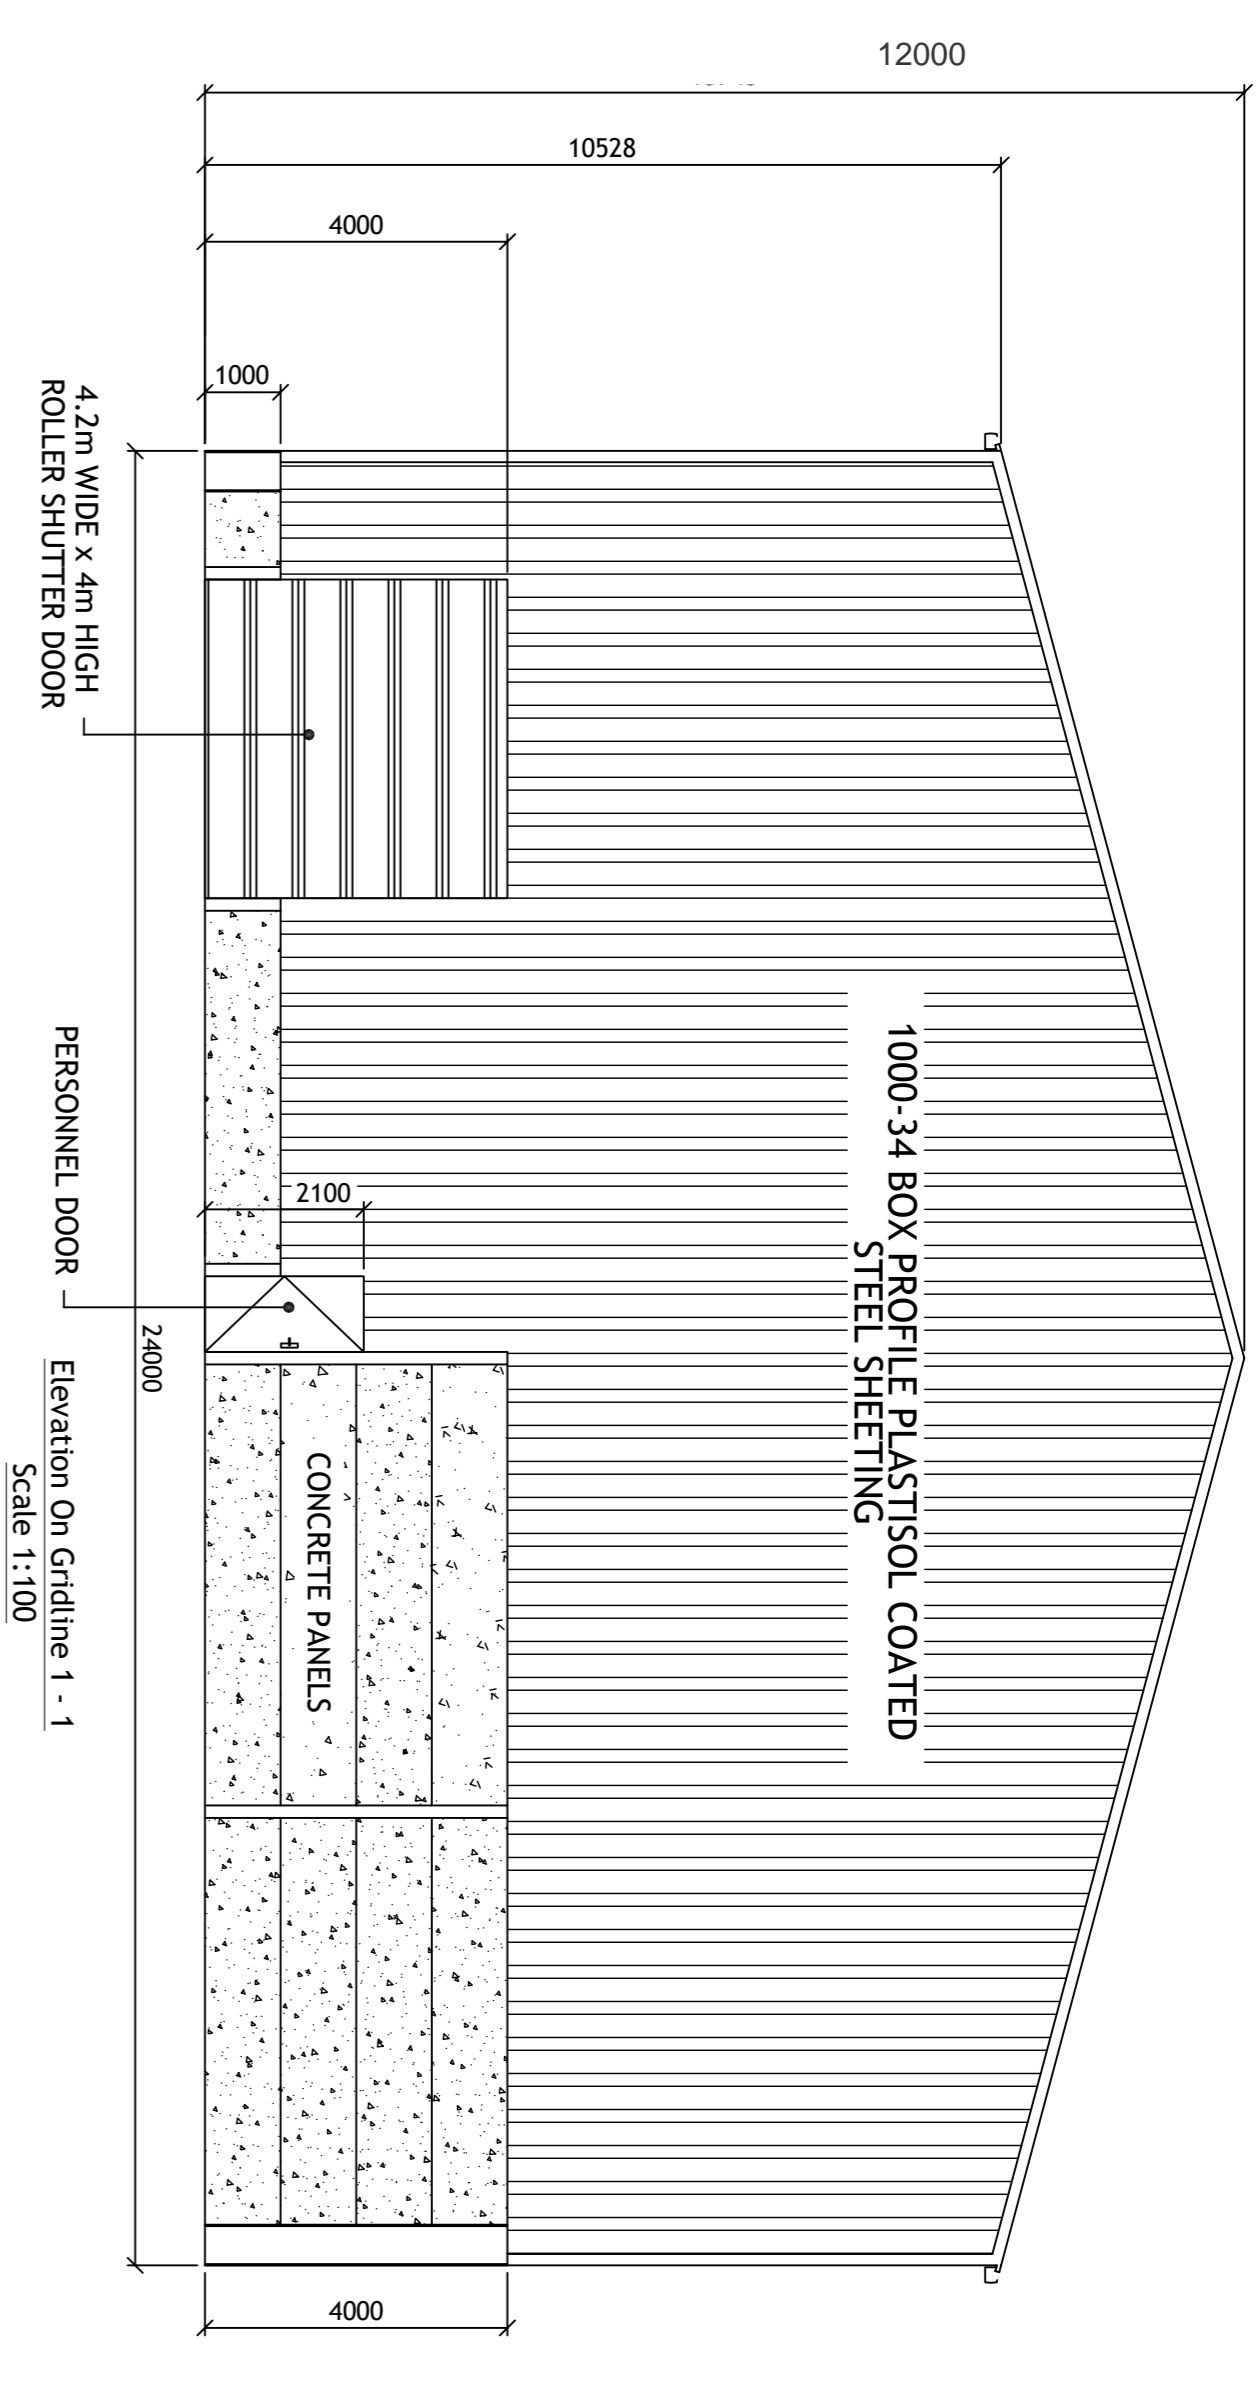 12000
10528
4000
1000
4.2m WIDE x 4m HIGH
ROLLER SHUTTER DOOR
1000-34 BOX PROFILE PLASTISOL COATED
STEEL SHEETING
2100
PERSONNEL DOOR
CONCRETE PANELS
24000
4000
Elevation On Gridline 1 - 1
Scale 1:100